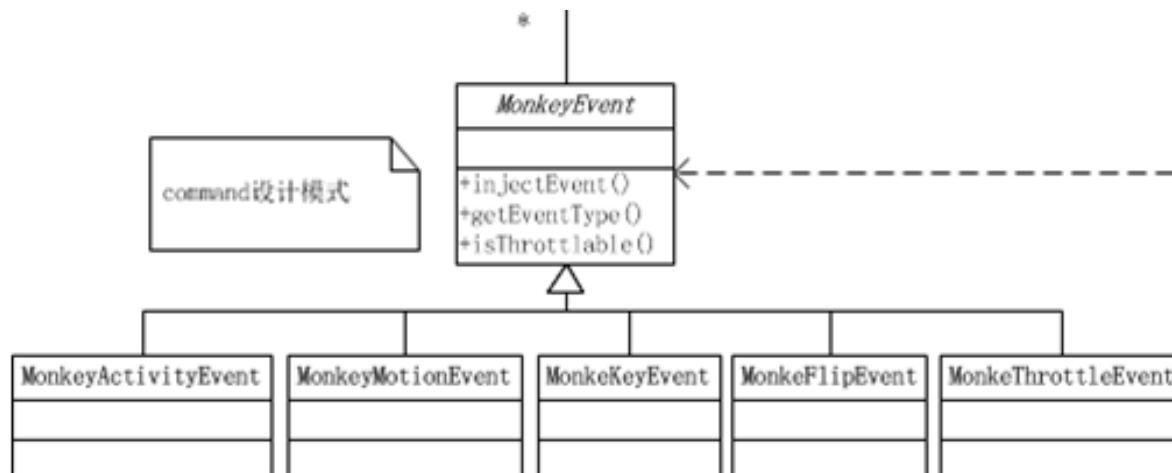 *
MonkeyEvent
command设计模式
+injectEvent()
+getEventType()
+isThrottlable()
MonkeyActivityEvent
MonkeyMotionEvent
MonkeKeyEvent
MonkeFlipEvent
MonkeThrottleEvent